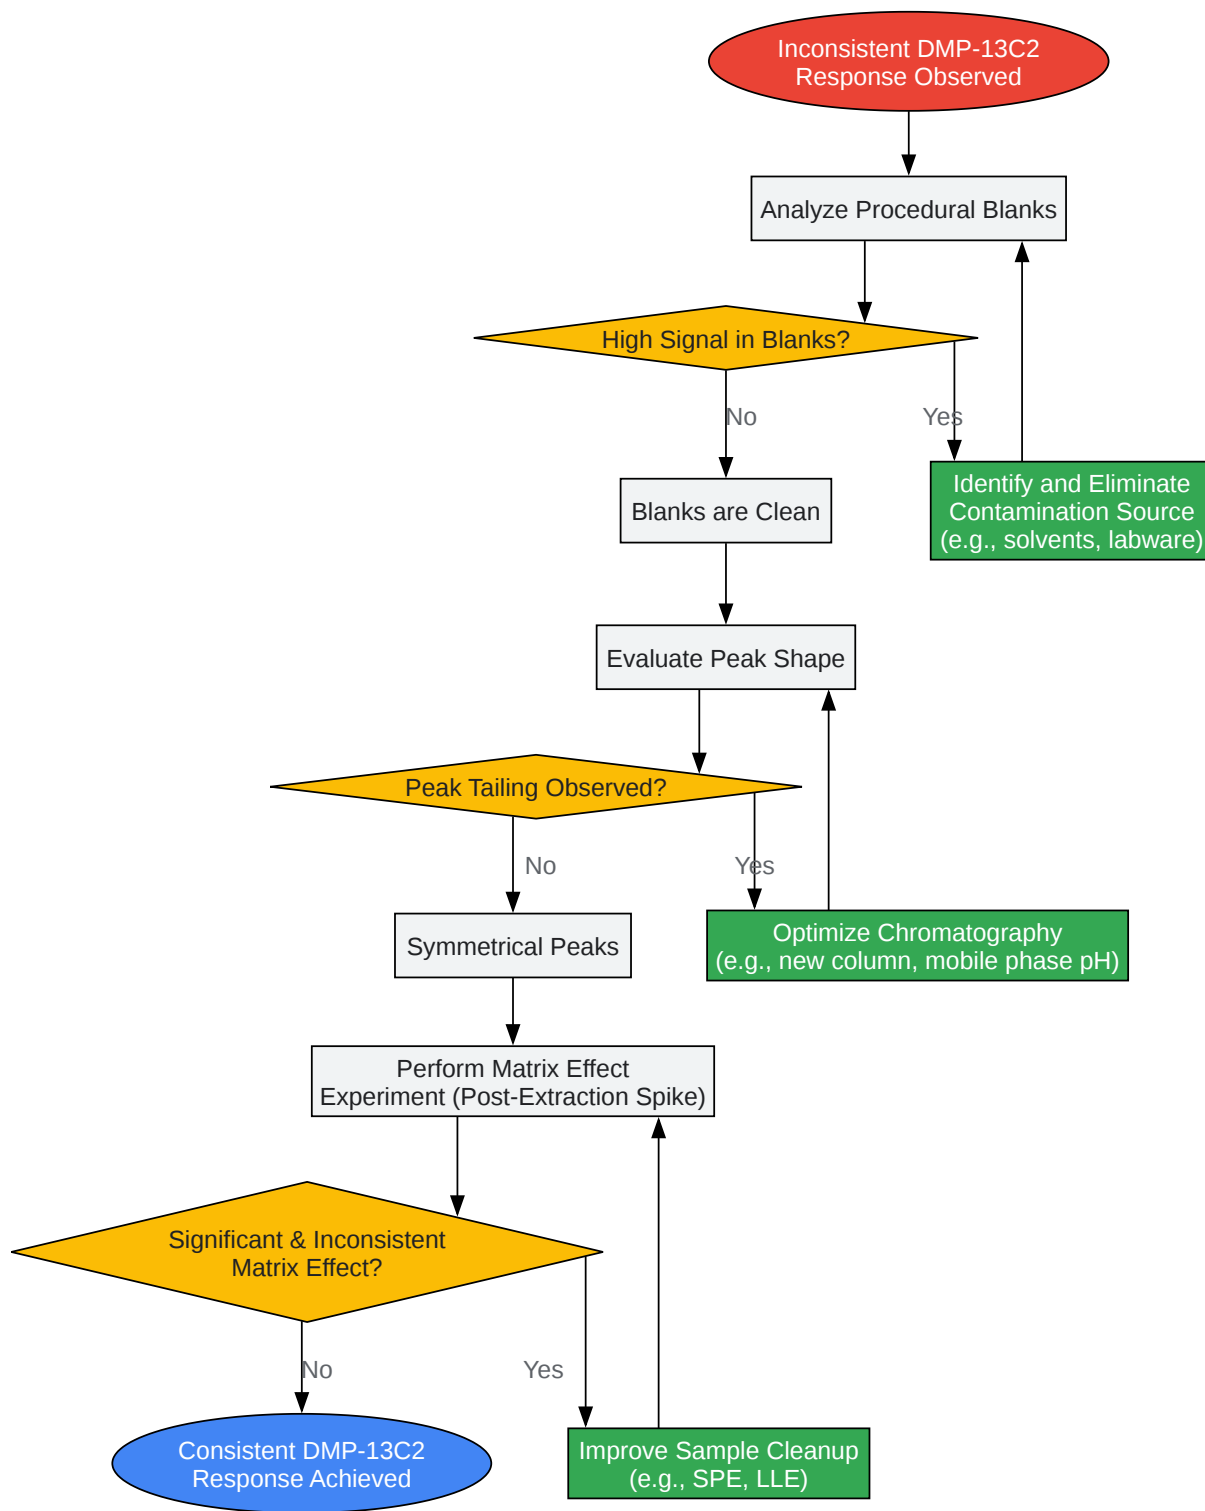 Inconsistent DMP-13C2
Response Observed
Analyze Procedural Blanks
High Signal in Blanks?
No
Yes
Identify and Eliminate
Contamination Source
(e.g., solvents, labware)
Blanks are Clean
Evaluate Peak Shape
Peak Tailing Observed?
No
Yes
Optimize Chromatography
(e.g., new column, mobile phase pH)
Symmetrical Peaks
Perform Matrix Effect
Experiment (Post-Extraction Spike)
Significant & Inconsistent
Matrix Effect?
No
Yes
Consistent DMP-13C2
Response Achieved
Improve Sample Cleanup
(e.g., SPE, LLE)